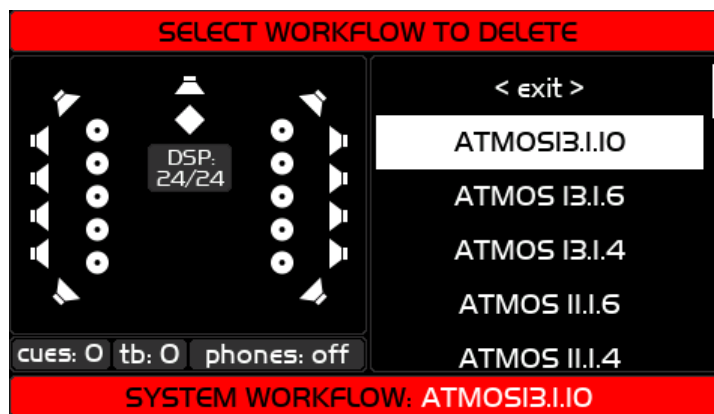 SELECT WORKFLOW TO DELETE
DSP:
24/24
cues: 0 tb: 0 phones: off
< exit >
ATMOS13.1.10
ATMOS 13.1.6
ATMOS 13.1.4
ATMOS 11.1.6
ATMOS 11.1.4
SYSTEM WORKFLOW: ATMOS13.1.10